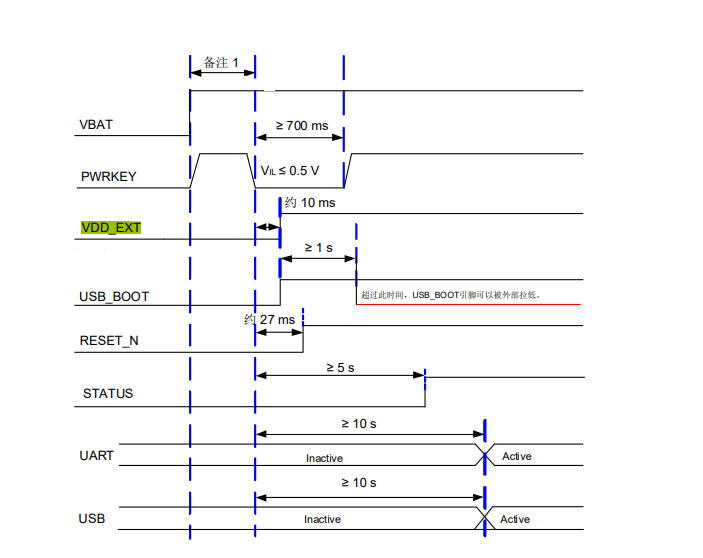 备注 1
VBAT
≥ 700 ms
PWRKEY
VIL ≤ 0.5 V
约 10 ms
VDD_EXT
≥ 1 s
USB_BOOT
超过此时间，USB_BOOT引脚可以被外部拉低。
约 27 ms
RESET_N
≥ 5 s
STATUS
≥ 10 s
UART
Inactive
Active
≥ 10 s
USB
Inactive
Active